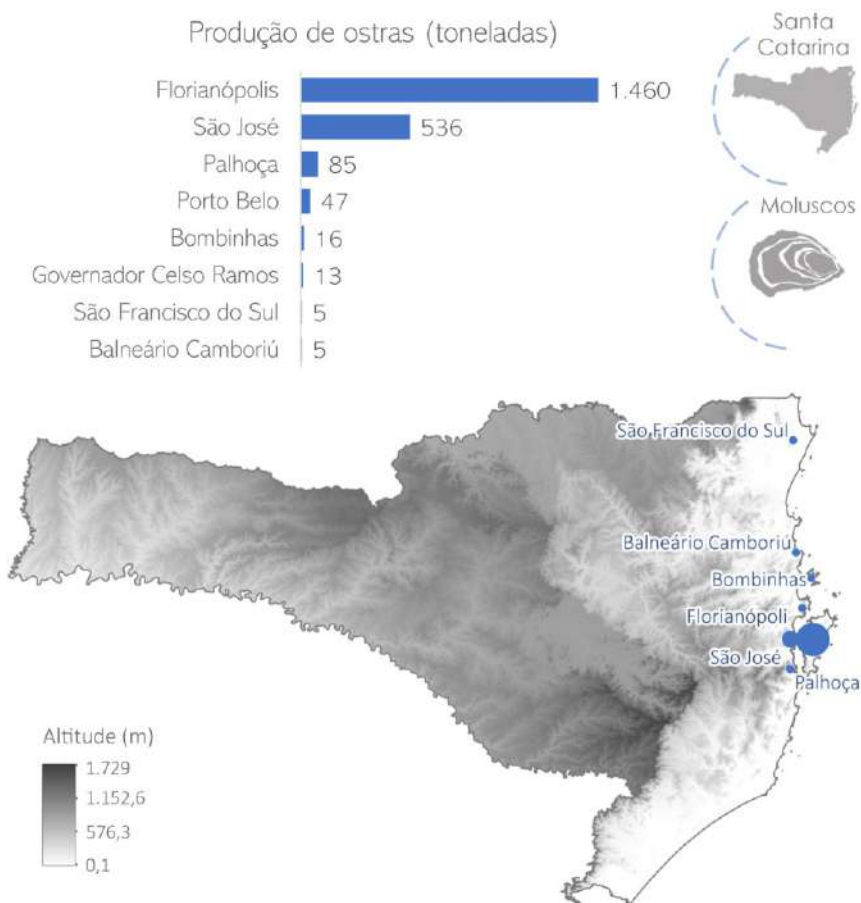 Produção de ostras (toneladas)
Santa
Catarina
Florianópolis
1.460
São José
536
Palhoça
85
Porto Belo
47
Bombinhas
16
Governador Celso Ramos
13
São Francisco do Sul
5
Balneário Camboriú
5
Moluscos
São Francisco do Sul
Balneário Camboriú
Bombinhas
Florianópoli
São José
Palhoça
Altitude (m)
1.729
1.152,6
576,3
0,1